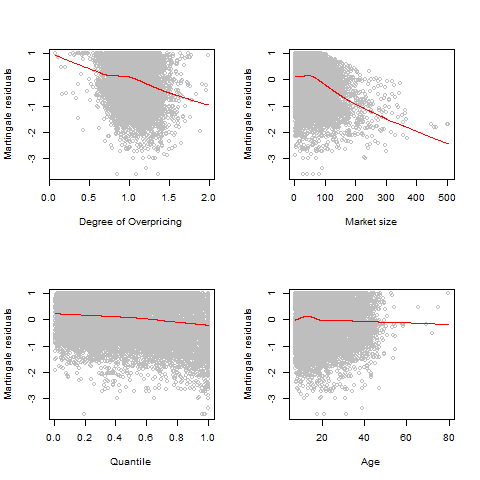 Martingale residuals
1
0
-1
-2
-3
0.0 0.5 1.0 1.5 2.0
Degree of Overpricing
Martingale residuals
1
0
-1
-2
-3
0 100 200 300 400 500
Market size
Martingale residuals
1
0
-1
-2
-3
0.0 0.2 0.4 0.6 0.8 1.0
Quantile
Martingale residuals
1
0
-1
-2
-3
20 40 60 80
Age